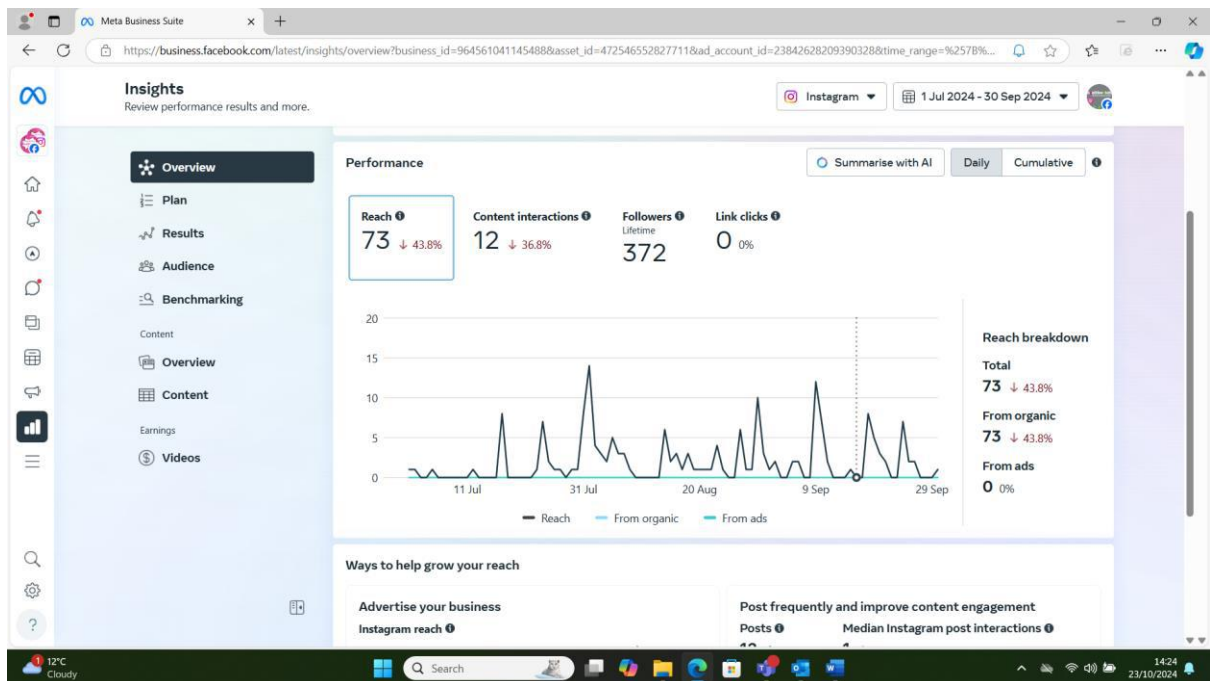 Meta Business Suite
https://business.facebook.com/latest/insights/overview?business_id=964561041145488&asset_id=472546552827711&ad_account_id=23842628209390328&time_range=%257B%...
Insights
Review performance results and more.
Instagram
1 Jul 2024 - 30 Sep 2024
Overview
Plan
Results
Audience
Benchmarking
Content
Overview
Content
Earnings
Videos
Performance
Summarise with AI
Daily
Cumulative
Reach
73 ↓ 43.8%
Content interactions
12 ↓ 36.8%
Followers
Lifetime
372
Link clicks
0 0%
20
15
10
5
0
11 Jul
31 Jul
20 Aug
9 Sep
29 Sep
Reach
From organic
From ads
Reach breakdown
Total
73 ↓ 43.8%
From organic
73 ↓ 43.8%
From ads
0 0%
Ways to help grow your reach
Advertise your business
Instagram reach
Post frequently and improve content engagement
Posts
Median Instagram post interactions
1
12°C
Cloudy
Search
14:24
23/10/2024